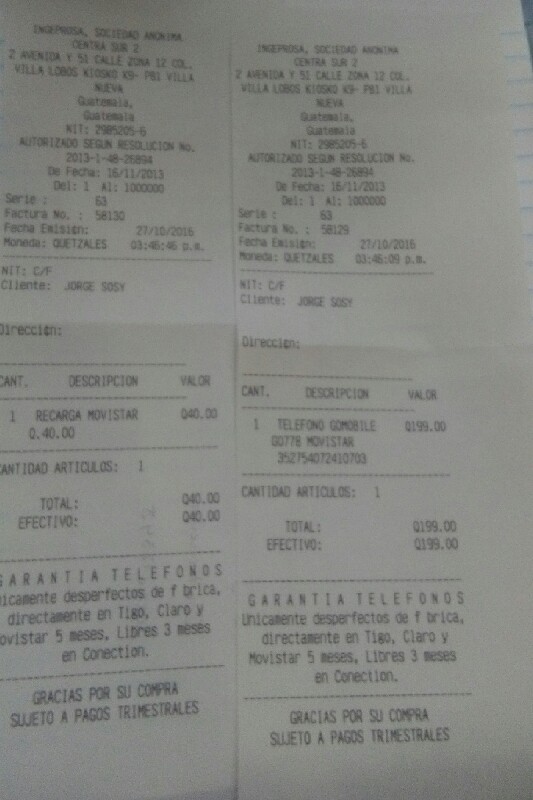 INGEPROSA, SOCIEDAD ANONIMA
CENTRA SUR 2
2 AVENIDA Y 51 CALLE ZONA 12 COL.
VILLA LOBOS KIOSKO K9- PB1 VILLA
NUEVA
Guatemala,
Guatemala
NIT: 2985205-6
AUTORIZADO SEGUN RESOLUCION No.
2013-1-48-26894
De Fecha: 16/11/2013
Del: 1 Al: 1000000
Serie : 63
Factura No. : 58130
Fecha Emision: 27/10/2016
Moneda: QUETZALES 03:46:46 p.m.
NIT: C/F
Cliente: JORGE SOSY
Direccion:
CANT. DESCRIPCION VALOR
1 RECARGA MOVISTAR Q40.00
Q.40.00
CANTIDAD ARTICULOS: 1
TOTAL: Q40.00
EFECTIVO: Q40.00
GARANTIA TELEFONOS
Unicamente desperfectos de f brica,
directamente en Tigo, Claro y
Movistar 5 meses, Libres 3 meses
en Conection.
GRACIAS POR SU COMPRA
SUJETO A PAGOS TRIMESTRALES
INGEPROSA, SOCIEDAD ANONIMA
CENTRA SUR 2
2 AVENIDA Y 51 CALLE ZONA 12 COL.
VILLA LOBOS KIOSKO K9- PB1 VILLA
NUEVA
Guatemala,
Guatemala
NIT: 2985205-6
AUTORIZADO SEGUN RESOLUCION No.
2013-1-48-26894
De Fecha: 16/11/2013
Del: 1 Al: 1000000
Serie : 63
Factura No. : 58129
Fecha Emision: 27/10/2016
Moneda: QUETZALES 03:46:09 p.m.
NIT: C/F
Cliente: JORGE SOSY
Direccion:
CANT. DESCRIPCION VALOR
1 TELEFONO GOMOBILE Q199.00
GO778 MOVISTAR
352754072410703
CANTIDAD ARTICULOS: 1
TOTAL: Q199.00
EFECTIVO: Q199.00
GARANTIA TELEFONOS
Unicamente desperfectos de f brica,
directamente en Tigo, Claro y
Movistar 5 meses, Libres 3 meses
en Conection.
GRACIAS POR SU COMPRA
SUJETO A PAGOS TRIMESTRALES